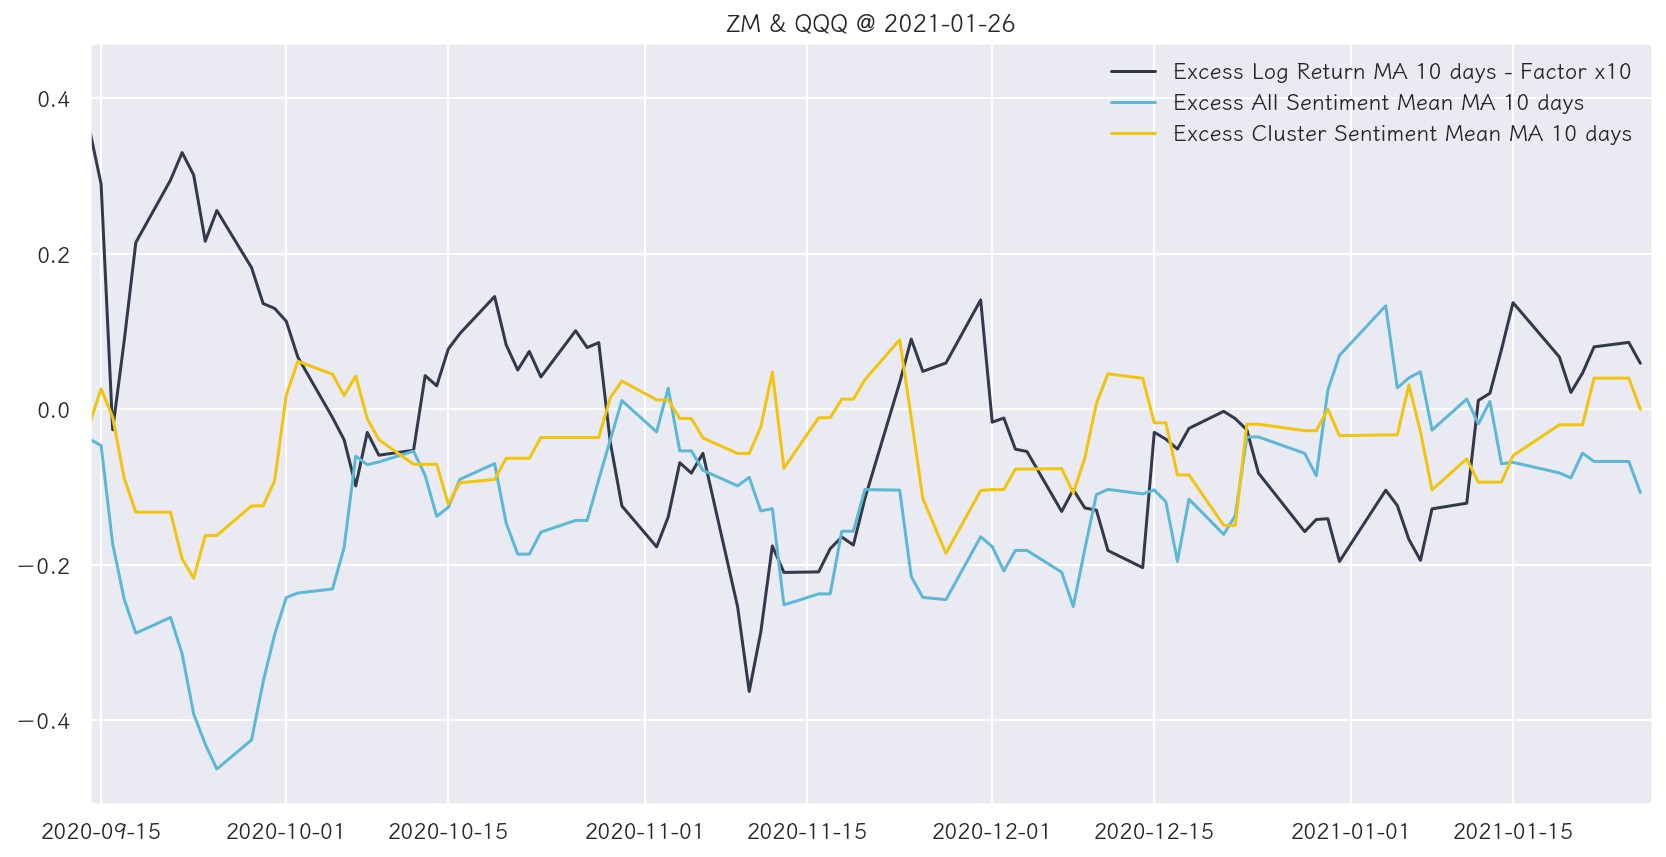 ZM & QQQ @ 2021-01-26
Excess Log Return MA 10 days - Factor x10
Excess All Sentiment Mean MA 10 days
Excess Cluster Sentiment Mean MA 10 days
0.4
0.2
0.0
−0.2
−0.4
2020-09-15 2020-10-01 2020-10-15 2020-11-01 2020-11-15 2020-12-01 2020-12-15 2021-01-01 2021-01-15